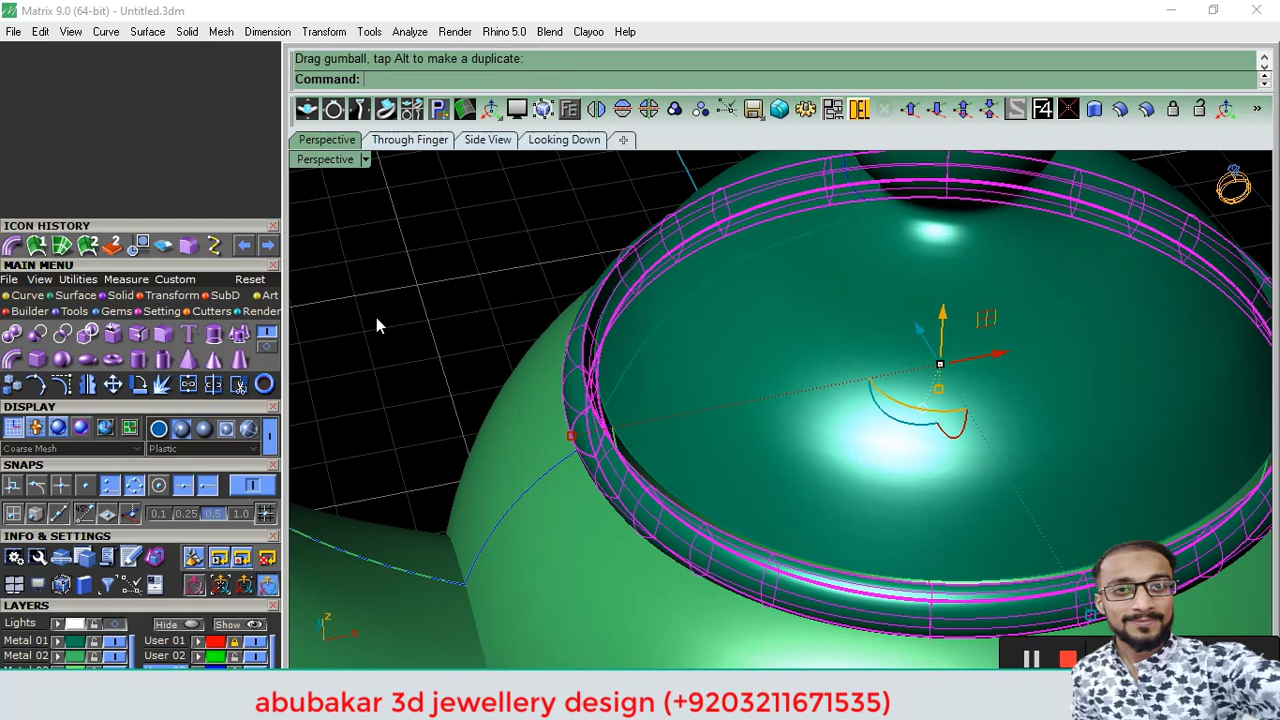 Matrix 9.0 (64-bit) - Untitled.3dm
File Edit View Curve Surface Solid Mesh Dimension Transform Tools Analyze Render Rhino 5.0 Blend Clayoo Help
Drag gumball, tap Alt to make a duplicate:
Command:
F4
DEL
Perspective Through Finger Side View Looking Down
Perspective
ICON HISTORY
MAIN MENU
File View Utilities Measure Custom Reset
Curve Surface Solid Transform SubD Art
Builder Tools Gems Setting Cutters Render
DISPLAY
Coarse Mesh Plastic
SNAPS
0.1 0.25 0.5 1.0
INFO & SETTINGS
LAYERS
Lights Hide Show
Metal 01 User 01
Metal 02 User 02
z
x
abubakar 3d jewellery design (+9203211671535)